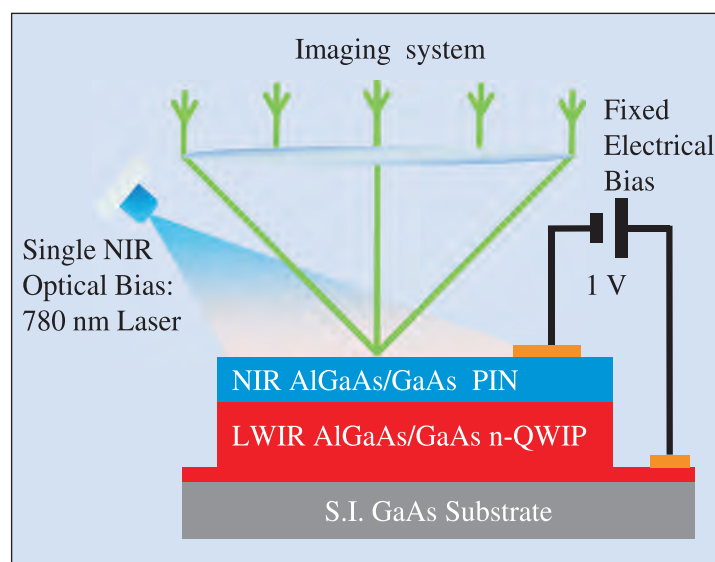 Imaging system
Fixed
Electrical
Bias
Single NIR
Optical Bias:
780 nm Laser
1 V
NIR AlGaAs/GaAs PIN
LWIR AlGaAs/GaAs n-QWIP
S.I. GaAs Substrate